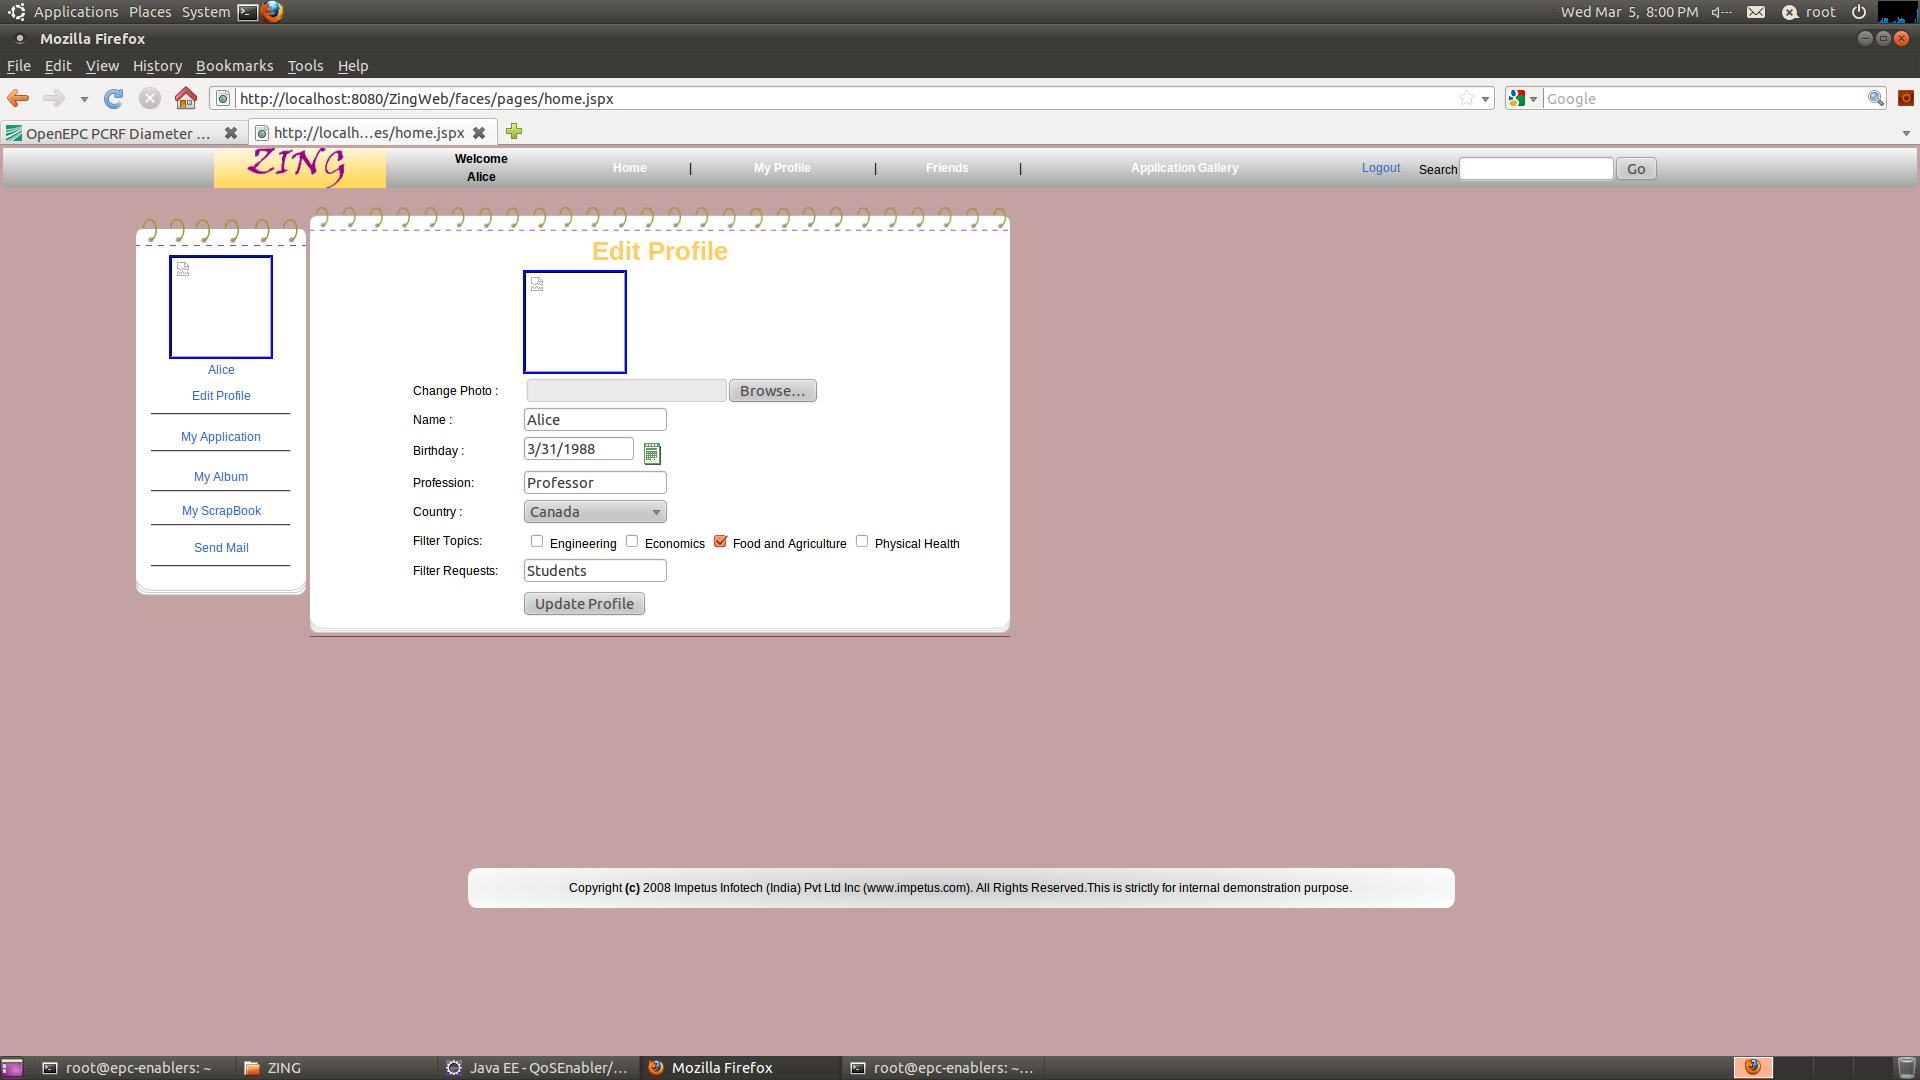 Applications Places System
Wed Mar 5, 8:00 PM
root
Mozilla Firefox
File Edit View History Bookmarks Tools Help
http://localhost:8080/ZingWeb/faces/pages/home.jspx
Google
OpenEPC PCRF Diameter ...
http://localh...es/home.jspx
ZING
Welcome
Alice
Home | My Profile | Friends | Application Gallery
Logout
Search
Go
Alice
Edit Profile
My Application
My Album
My ScrapBook
Send Mail
Edit Profile
Change Photo :
Browse...
Name : Alice
Birthday : 3/31/1988
Profession: Professor
Country : Canada
Filter Topics: Engineering Economics Food and Agriculture Physical Health
Filter Requests: Students
Update Profile
Copyright (c) 2008 Impetus Infotech (India) Pvt Ltd Inc (www.impetus.com). All Rights Reserved.This is strictly for internal demonstration purpose.
root@epc-enablers: ~
ZING
Java EE - QoSEnabler/...
Mozilla Firefox
root@epc-enablers: ~...